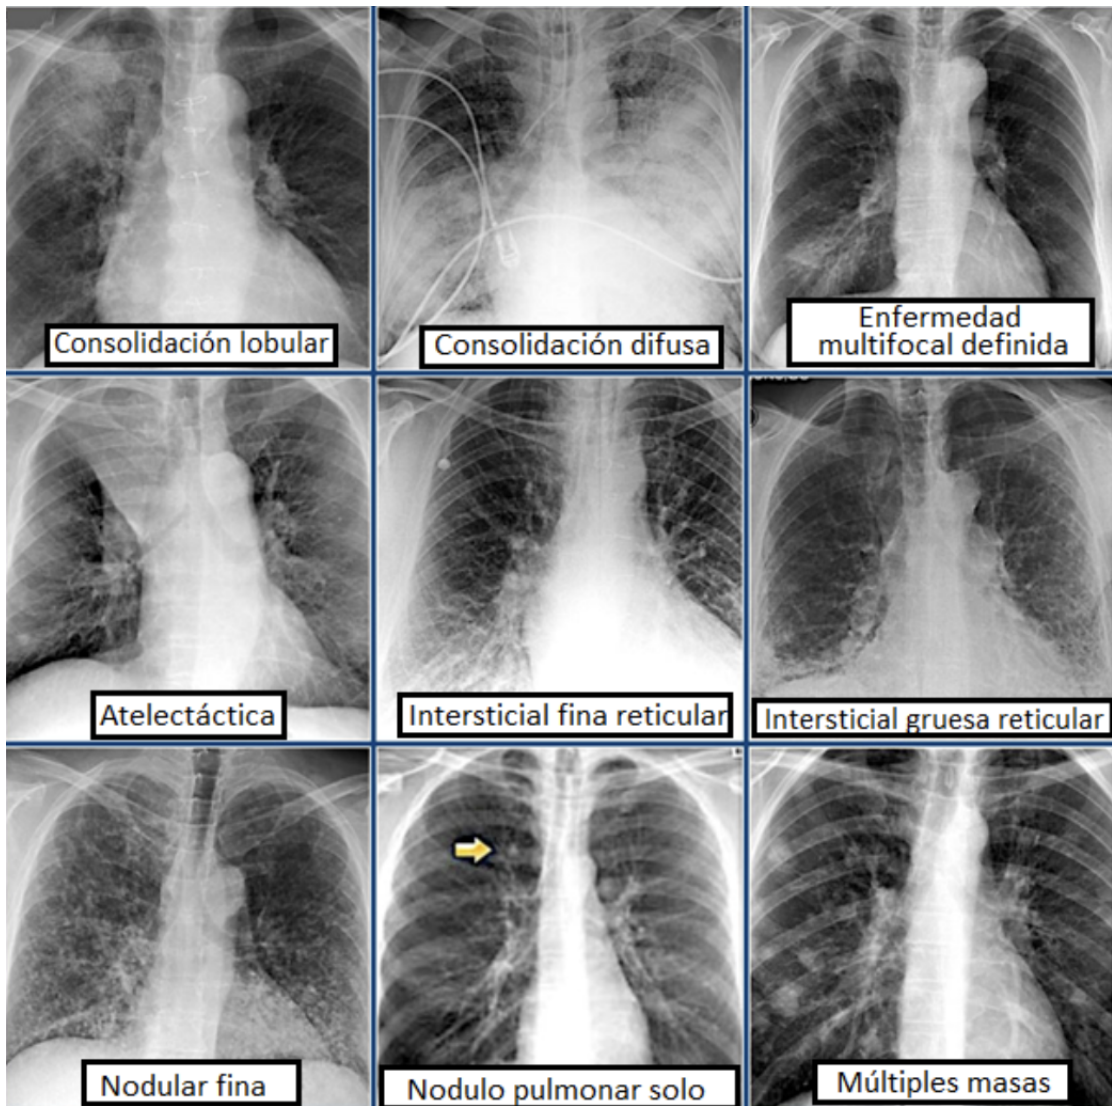 Consolidación lobular
Consolidación difusa
Enfermedad
multifocal definida
Atelectáctica
Intersticial fina reticular
Intersticial gruesa reticular
Nodular fina
Nodulo pulmonar solo
Múltiples masas